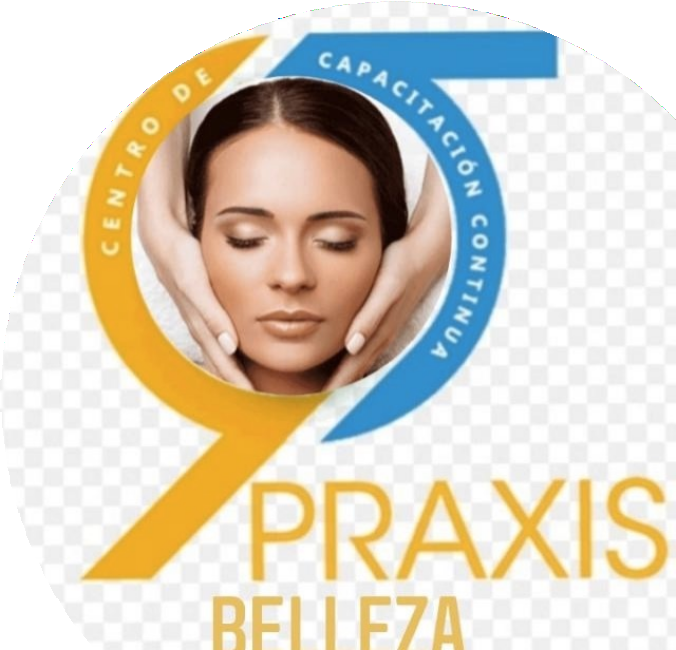 CENTRO DE
CAPACITACIÓN CONTINUA
PRAXIS
BELLEZA